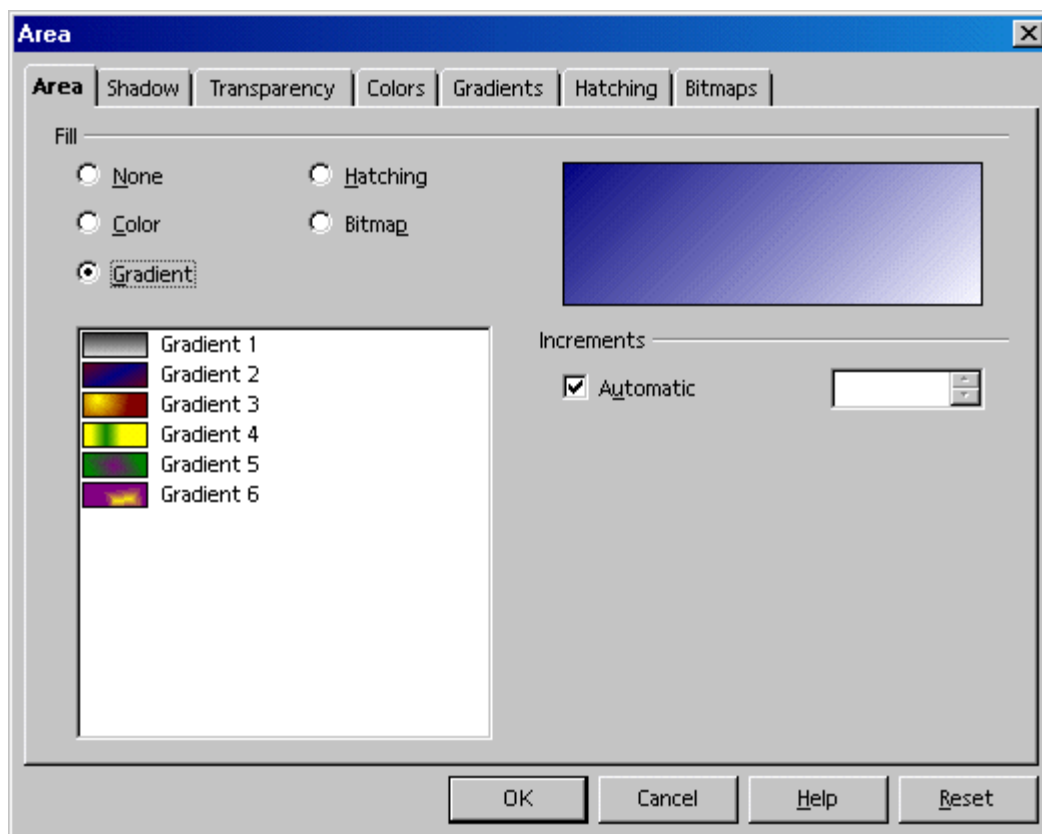 Area
Area Shadow Transparency Colors Gradients Hatching Bitmaps
Fill
None Hatching
Color Bitmap
Gradient
Gradient 1
Gradient 2
Gradient 3
Gradient 4
Gradient 5
Gradient 6
Increments
Automatic
OK Cancel Help Reset